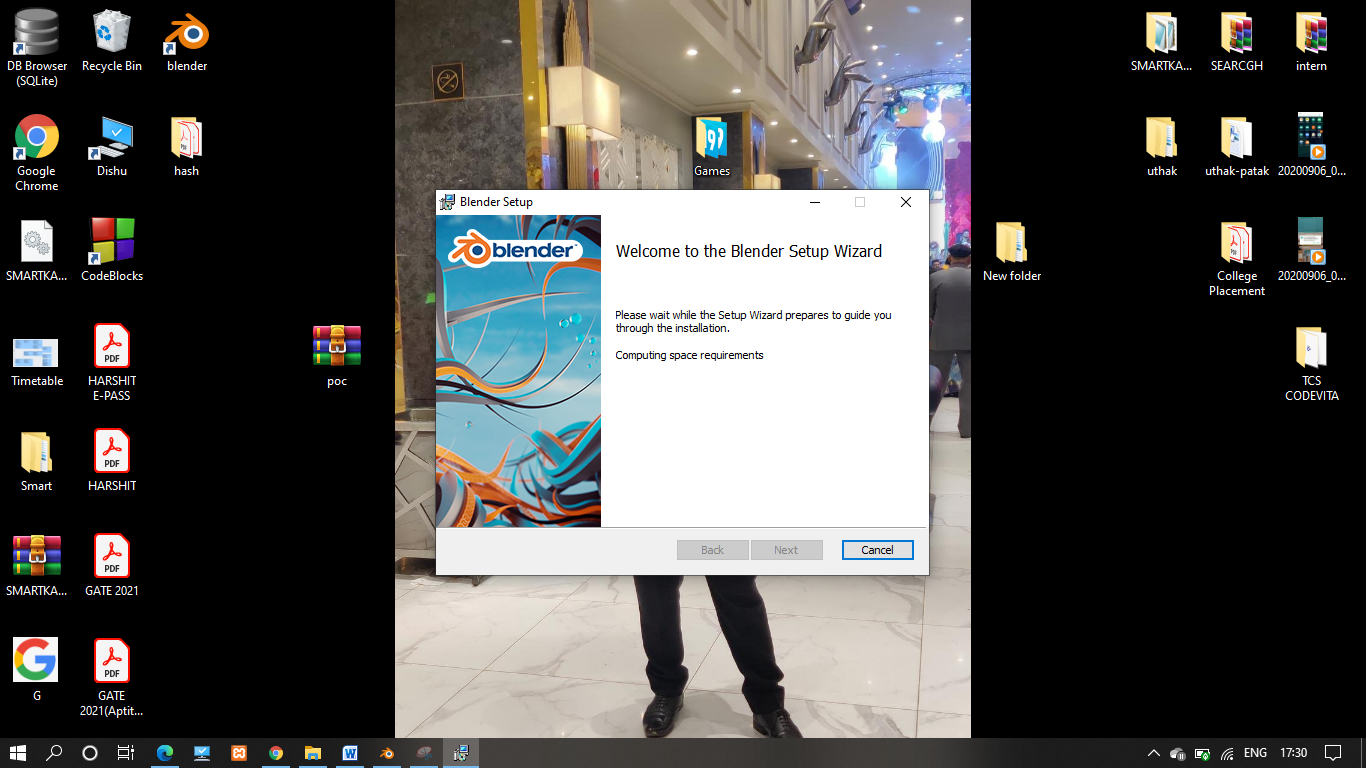 DB Browser
(SQLite)
Recycle Bin
blender
SMARTKA...
SEARCGH
intern
Google
Chrome
Dishu
hash
Games
uthak
uthak-patak
20200906_0...
Blender Setup
blender
Welcome to the Blender Setup Wizard
Please wait while the Setup Wizard prepares to guide you
through the installation.
Computing space requirements
Back
Next
Cancel
SMARTKA...
CodeBlocks
New folder
College
Placement
20200906_0...
Timetable
PDF
HARSHIT
E-PASS
poc
TCS
CODEVITA
Smart
PDF
HARSHIT
SMARTKA...
PDF
GATE 2021
G
PDF
GATE
2021(Aptit...
ENG
17:30